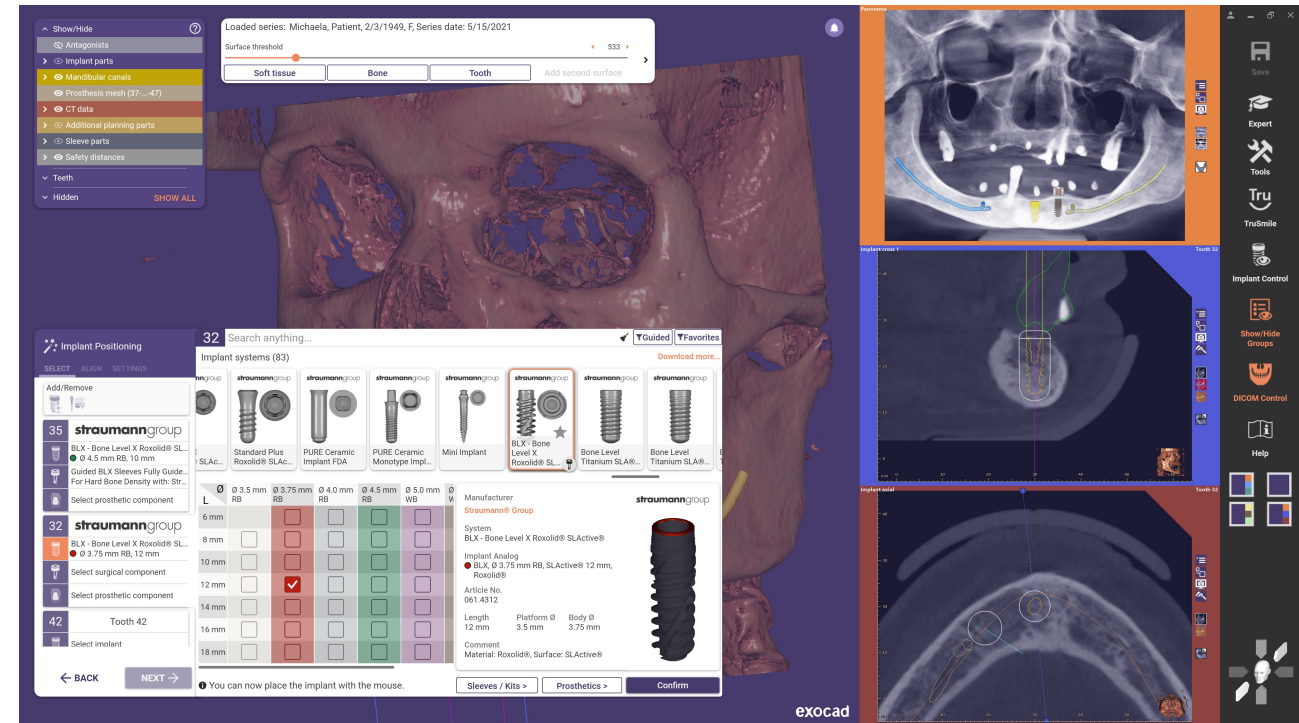 Show/Hide
Antagonists
Implant parts
Mandibular canals
Prosthesis mesh (37-...-47)
CT data
Additional planning parts
Sleeve parts
Safety distances
Teeth
Hidden
SHOW ALL
Loaded series: Michaela, Patient, 2/3/1949, F, Series date: 5/15/2021
Surface threshold
533
Soft tissue
Bone
Tooth
Add second surface
Panorama
Implant cross 1
Tooth 32
Implant axial
Tooth 32
Save
Expert
Tools
Tru
TruSmile
Implant Control
Show/Hide
Groups
DICOM Control
Help
Implant Positioning
SELECT ALIGN SETTINGS
Add/Remove
35 straumanngroup
BLX - Bone Level X Roxolid® SL...
Ø 4.5 mm RB, 10 mm
Guided BLX Sleeves Fully Guide...
For Hard Bone Density with: Str...
Select prosthetic component
32 straumanngroup
BLX - Bone Level X Roxolid® SL...
Ø 3.75 mm RB, 12 mm
Select surgical component
Select prosthetic component
42 Tooth 42
Select implant
BACK
NEXT
32 Search anything...
Guided
Favorites
Implant systems (83)
Download more...
straumanngroup straumanngroup straumanngroup straumanngroup straumanngroup straumanngroup straumanngroup
SLAc...
Standard Plus
Roxolid® SLAc...
PURE Ceramic
Implant FDA
PURE Ceramic
Monotype Impl...
Mini Implant
BLX - Bone
Level X
Roxolid® SL...
Bone Level
Titanium SLA®...
Bone Level
Titanium SLA®...
Ø
L
Ø 3.5 mm RB
Ø 3.75 mm RB
Ø 4.0 mm RB
Ø 4.5 mm RB
Ø 5.0 mm WB
6 mm
8 mm
10 mm
12 mm
14 mm
16 mm
18 mm
Manufacturer
Straumann® Group
straumanngroup
System
BLX - Bone Level X Roxolid® SLActive®
Implant Analog
BLX, Ø 3.75 mm RB, SLActive® 12 mm,
Roxolid®
Article No.
061.4312
Length Platform Ø Body Ø
12 mm 3.5 mm 3.75 mm
Comment
Material: Roxolid®, Surface: SLActive®
You can now place the implant with the mouse.
Sleeves / Kits >
Prosthetics >
Confirm
exocad